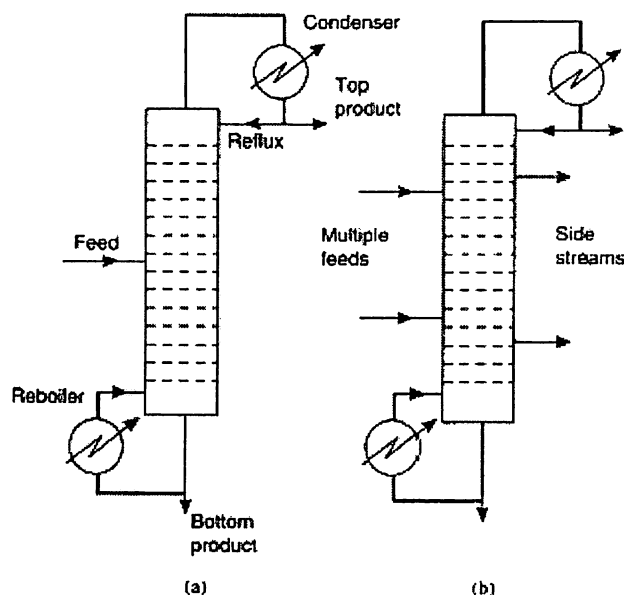 Condenser
Top
product
Reflux
Feed
Reboiler
Bottom
product
(a)
Multiple
feeds
Side
streams
(b)